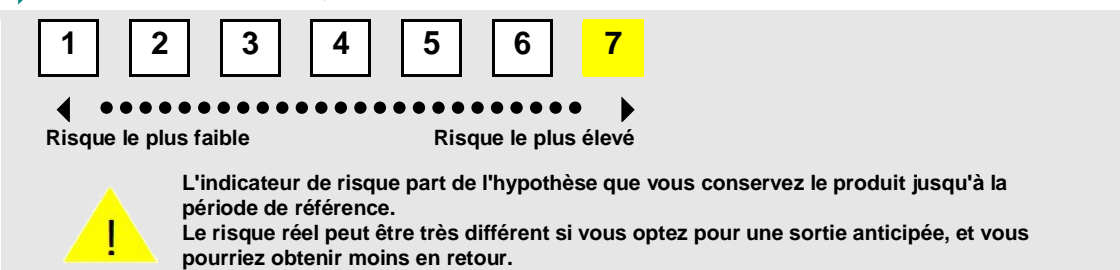 1 2 3 4 5 6 7
Risque le plus faible Risque le plus élevé
L'indicateur de risque part de l'hypothèse que vous conservez le produit jusqu'à la
période de référence.
! Le risque réel peut être très différent si vous optez pour une sortie anticipée, et vous
pourriez obtenir moins en retour.